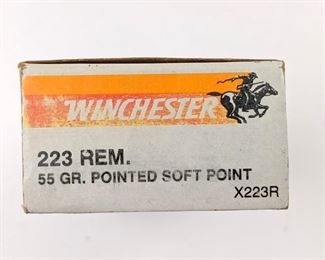 WINCHESTER
223 REM.
55 GR. POINTED SOFT POINT
X223R